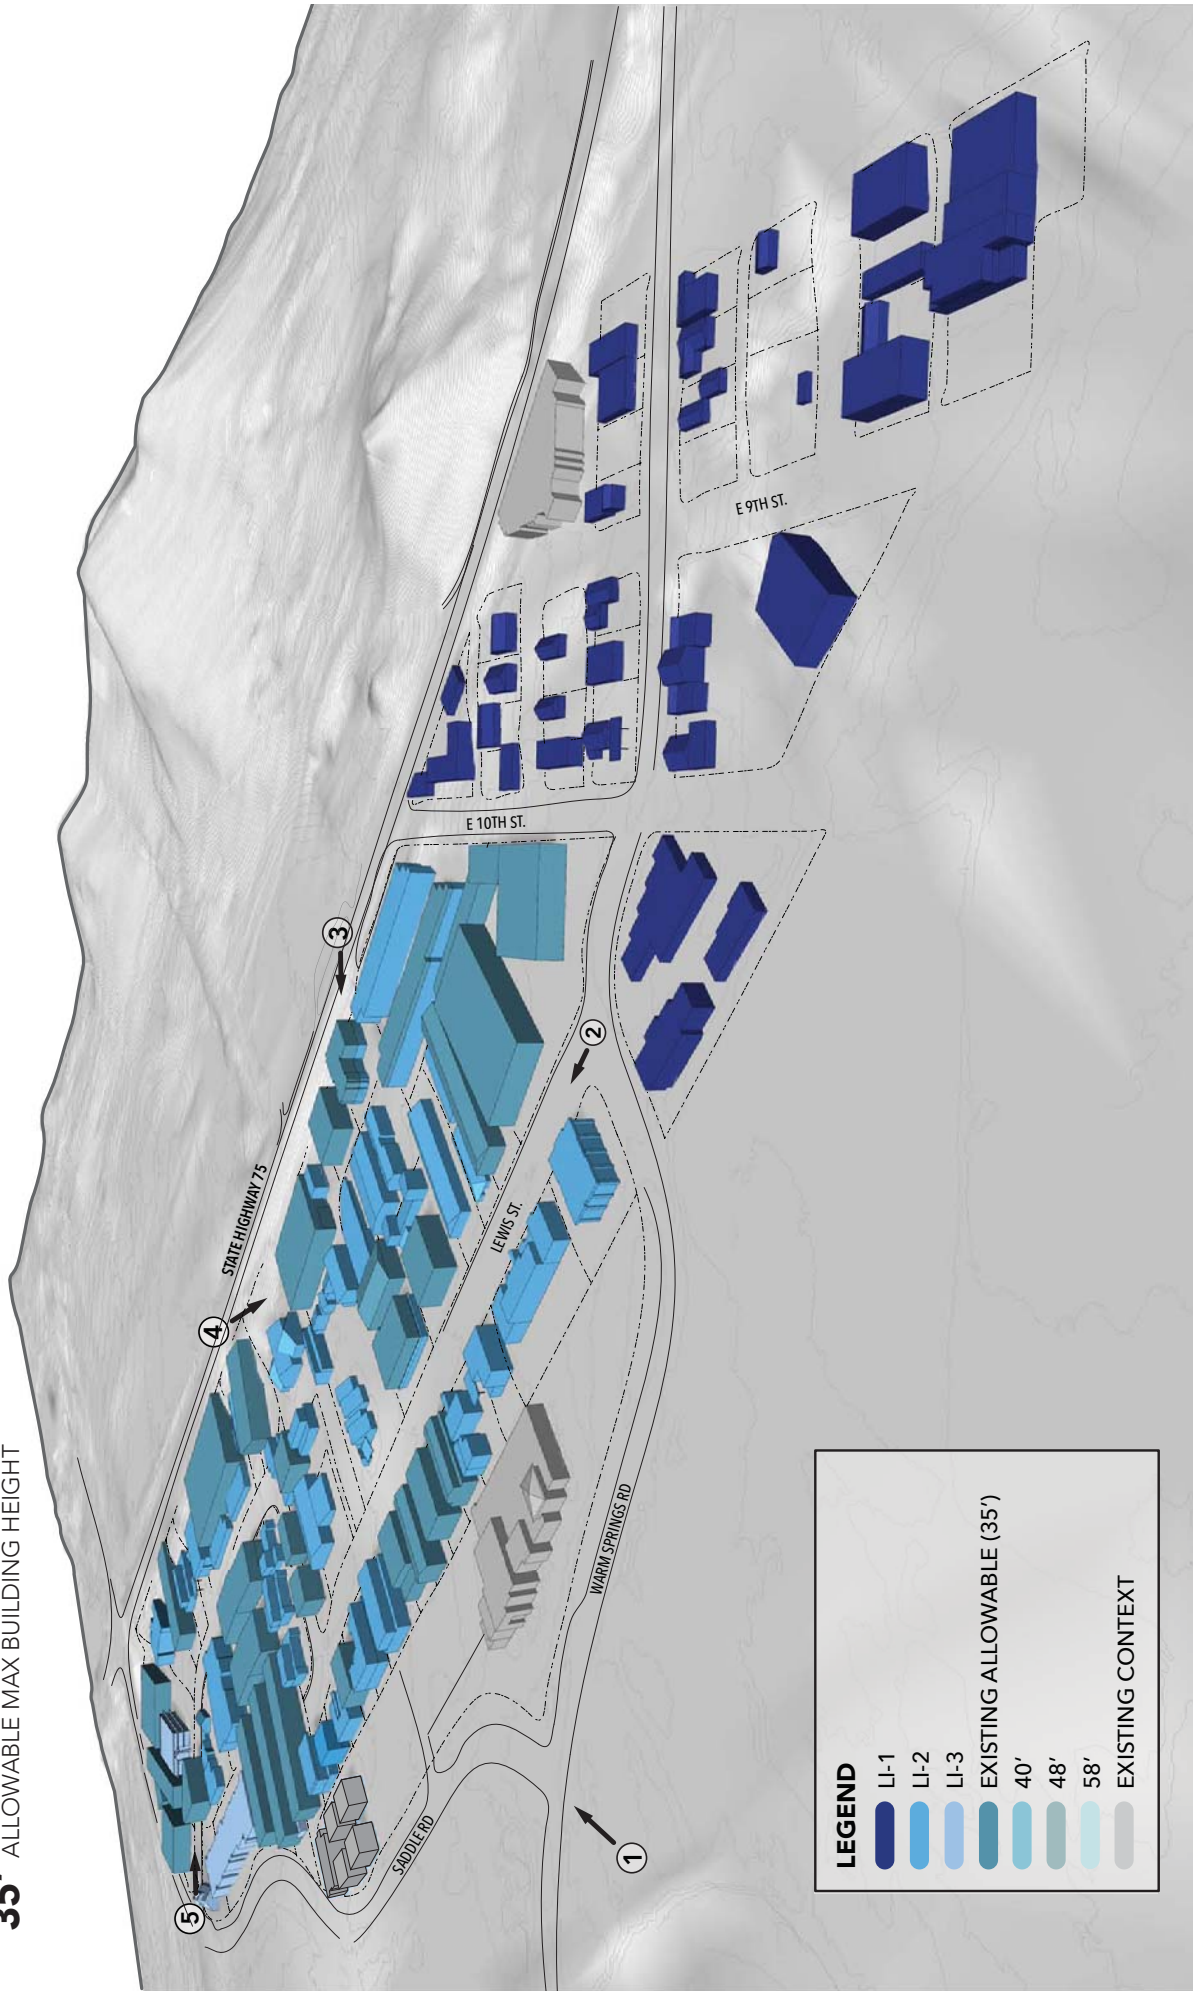 35' ALLOWABLE MAX BUILDING HEIGHT
5
4
3
2
1
STATE HIGHWAY 75
E 10TH ST.
E 9TH ST.
LEWIS ST.
WARM SPRINGS RD
SADDLE RD
LEGEND
LI-1
LI-2
LI-3
EXISTING ALLOWABLE (35')
40'
48'
58'
EXISTING CONTEXT